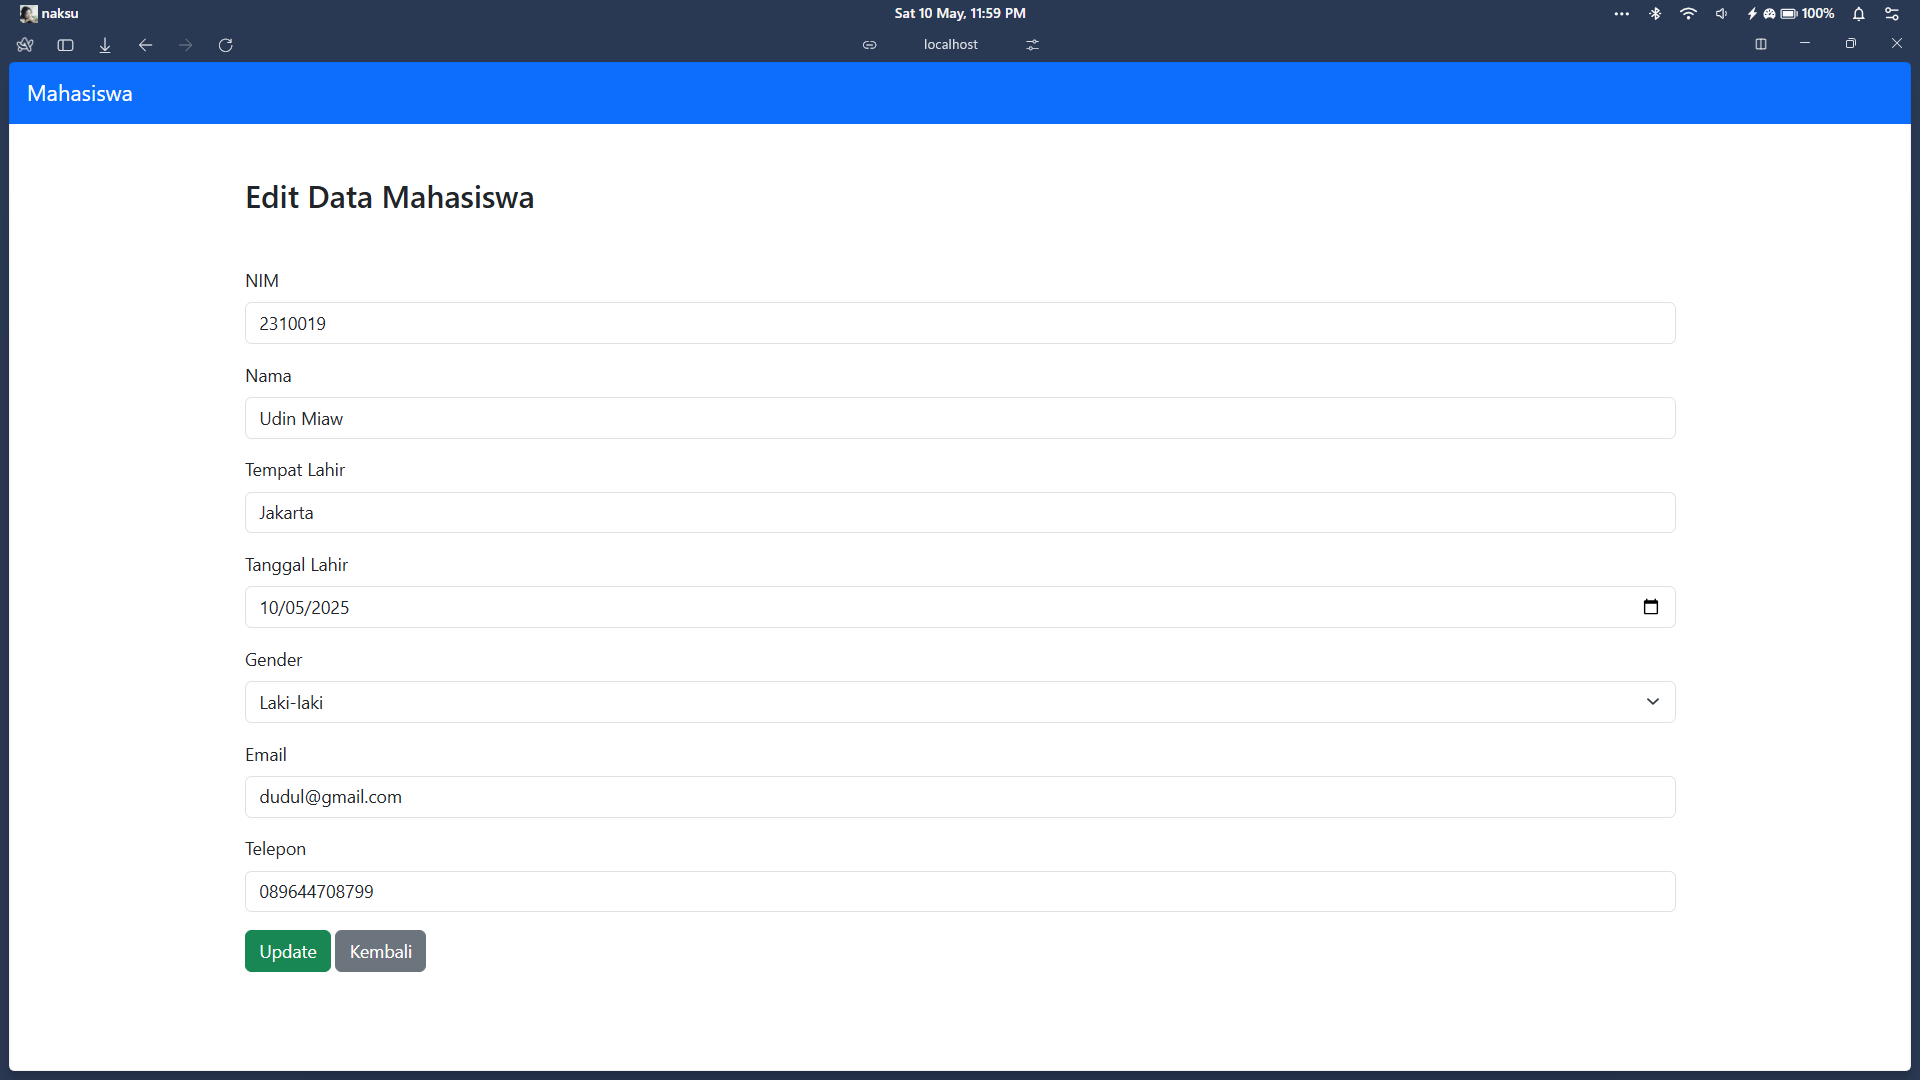 naksu
Sat 10 May, 11:59 PM
100%
localhost
Mahasiswa
Edit Data Mahasiswa
NIM
2310019
Nama
Udin Miaw
Tempat Lahir
Jakarta
Tanggal Lahir
10/05/2025
Gender
Laki-laki
Email
dudul@gmail.com
Telepon
089644708799
Update
Kembali